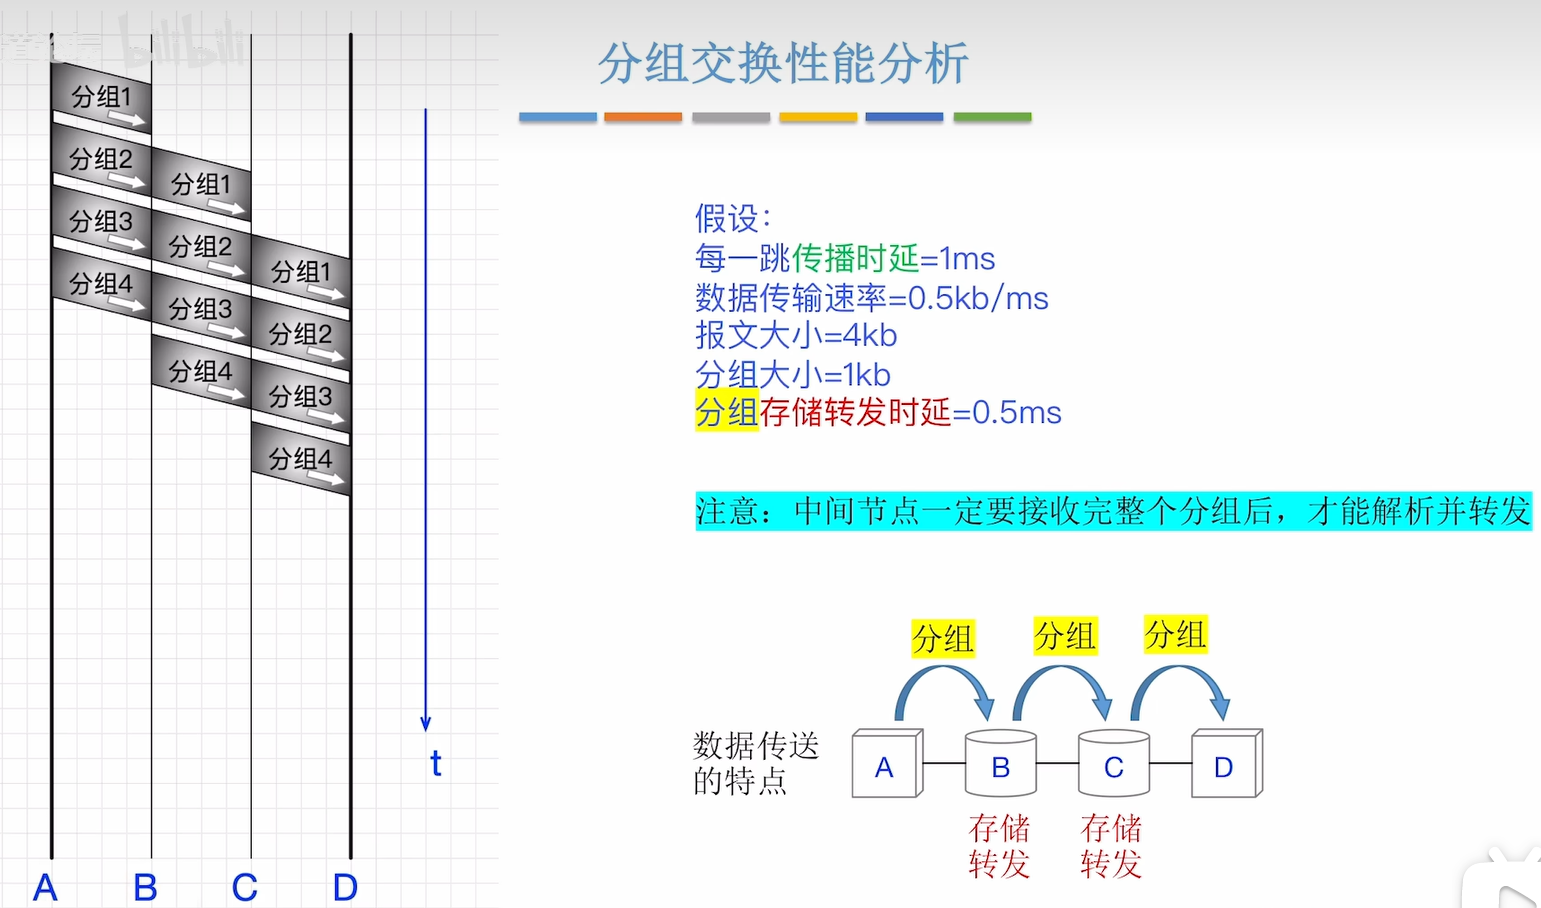 bilibili
分组交换性能分析
分组1
分组2
分组1
分组3
分组2
分组1
分组4
分组3
分组2
分组4
分组3
分组4
A
B
C
D
t
假设：
每一跳传播时延=1ms
数据传输速率=0.5kb/ms
报文大小=4kb
分组大小=1kb
分组存储转发时延=0.5ms
注意：中间节点一定要接收完整个分组后，才能解析并转发
分组
分组
分组
数据传送
的特点
A
B
C
D
存储
转发
存储
转发